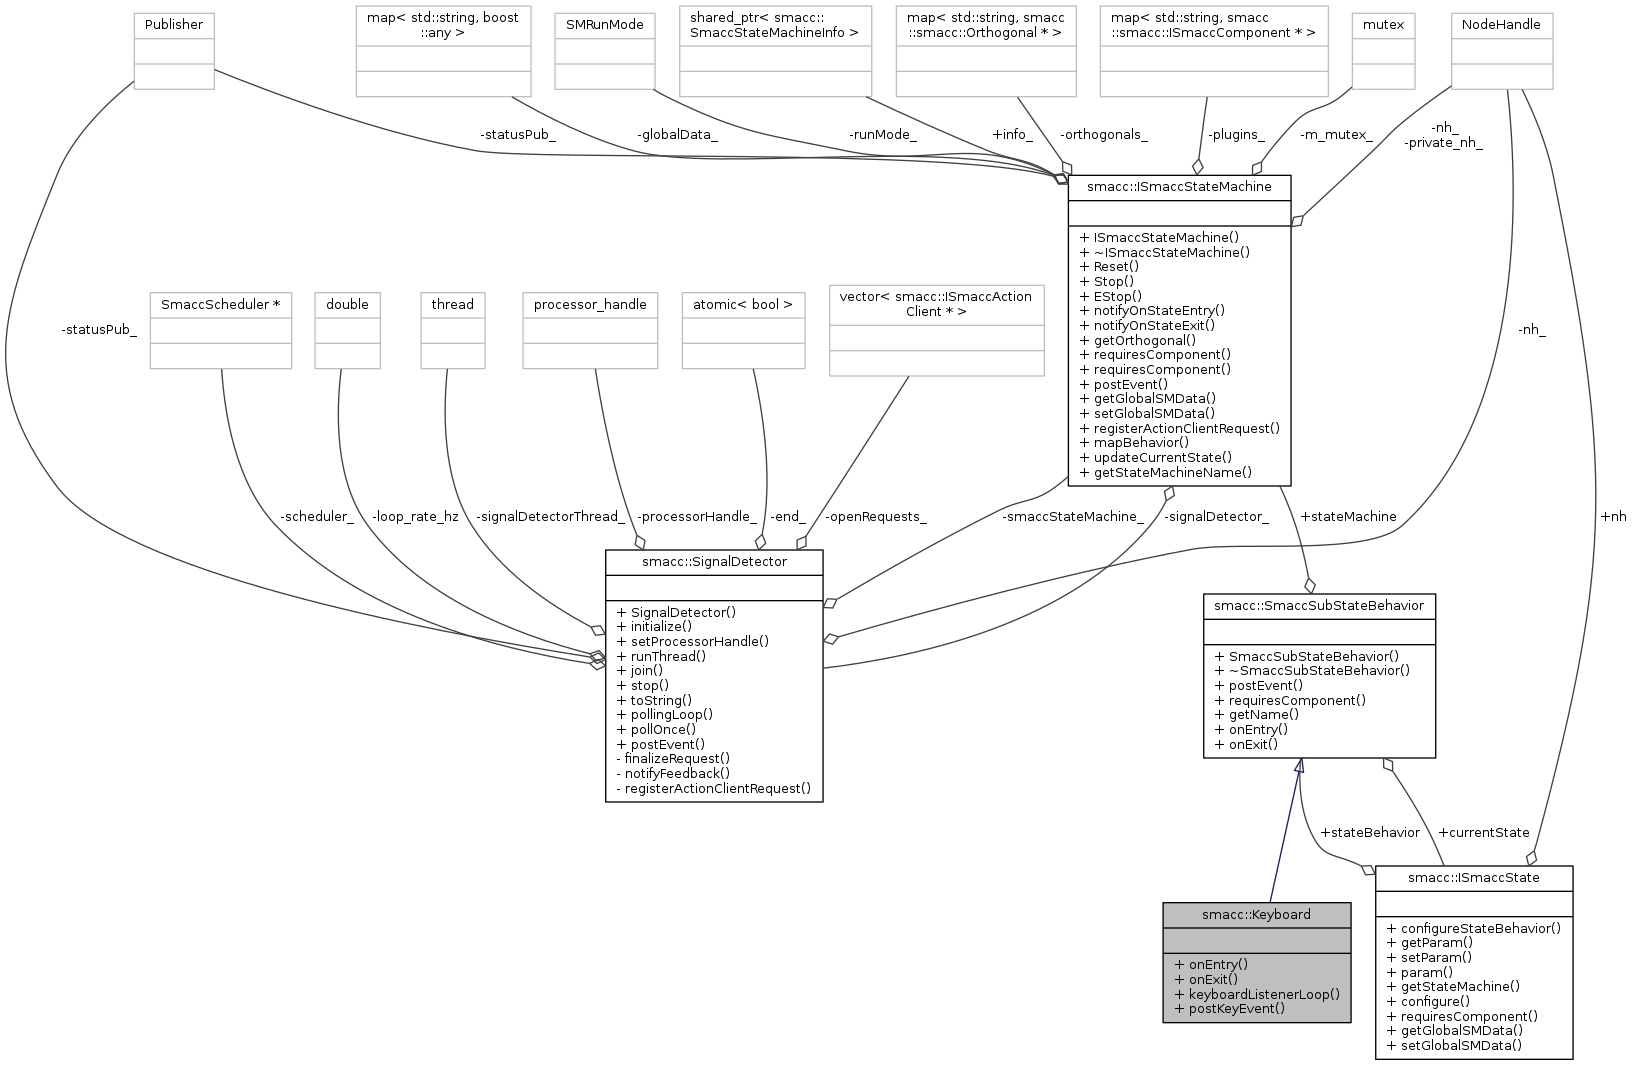 Publisher
map< std::string, boost
::any >
SMRunMode
shared_ptr< smacc::
SmaccStateMachineInfo >
map< std::string, smacc
::smacc::Orthogonal * >
map< std::string, smacc
::smacc::ISmaccComponent * >
mutex
NodeHandle
-statusPub_
-globalData_
-runMode_
+info_
-orthogonals_
-plugins_
-m_mutex_
-nh_
-private_nh_
smacc::ISmaccStateMachine
+ ISmaccStateMachine()
+ ~ISmaccStateMachine()
+ Reset()
+ Stop()
+ EStop()
+ notifyOnStateEntry()
+ notifyOnStateExit()
+ getOrthogonal()
+ requiresComponent()
+ requiresComponent()
+ postEvent()
+ getGlobalSMData()
+ setGlobalSMData()
+ registerActionClientRequest()
+ mapBehavior()
+ updateCurrentState()
+ getStateMachineName()
-statusPub_
SmaccScheduler *
double
thread
processor_handle
atomic< bool >
vector< smacc::ISmaccAction
Client * >
-nh_
-scheduler_
-loop_rate_hz
-signalDetectorThread_
-processorHandle_
-end_
-openRequests_
-smaccStateMachine_
-signalDetector_
+stateMachine
+nh
smacc::SignalDetector
+ SignalDetector()
+ initialize()
+ setProcessorHandle()
+ runThread()
+ join()
+ stop()
+ toString()
+ pollingLoop()
+ pollOnce()
+ postEvent()
- finalizeRequest()
- notifyFeedback()
- registerActionClientRequest()
smacc::SmaccSubStateBehavior
+ SmaccSubStateBehavior()
+ ~SmaccSubStateBehavior()
+ postEvent()
+ requiresComponent()
+ getName()
+ onEntry()
+ onExit()
+stateBehavior
+currentState
smacc::Keyboard
+ onEntry()
+ onExit()
+ keyboardListenerLoop()
+ postKeyEvent()
smacc::ISmaccState
+ configureStateBehavior()
+ getParam()
+ setParam()
+ param()
+ getStateMachine()
+ configure()
+ requiresComponent()
+ getGlobalSMData()
+ setGlobalSMData()